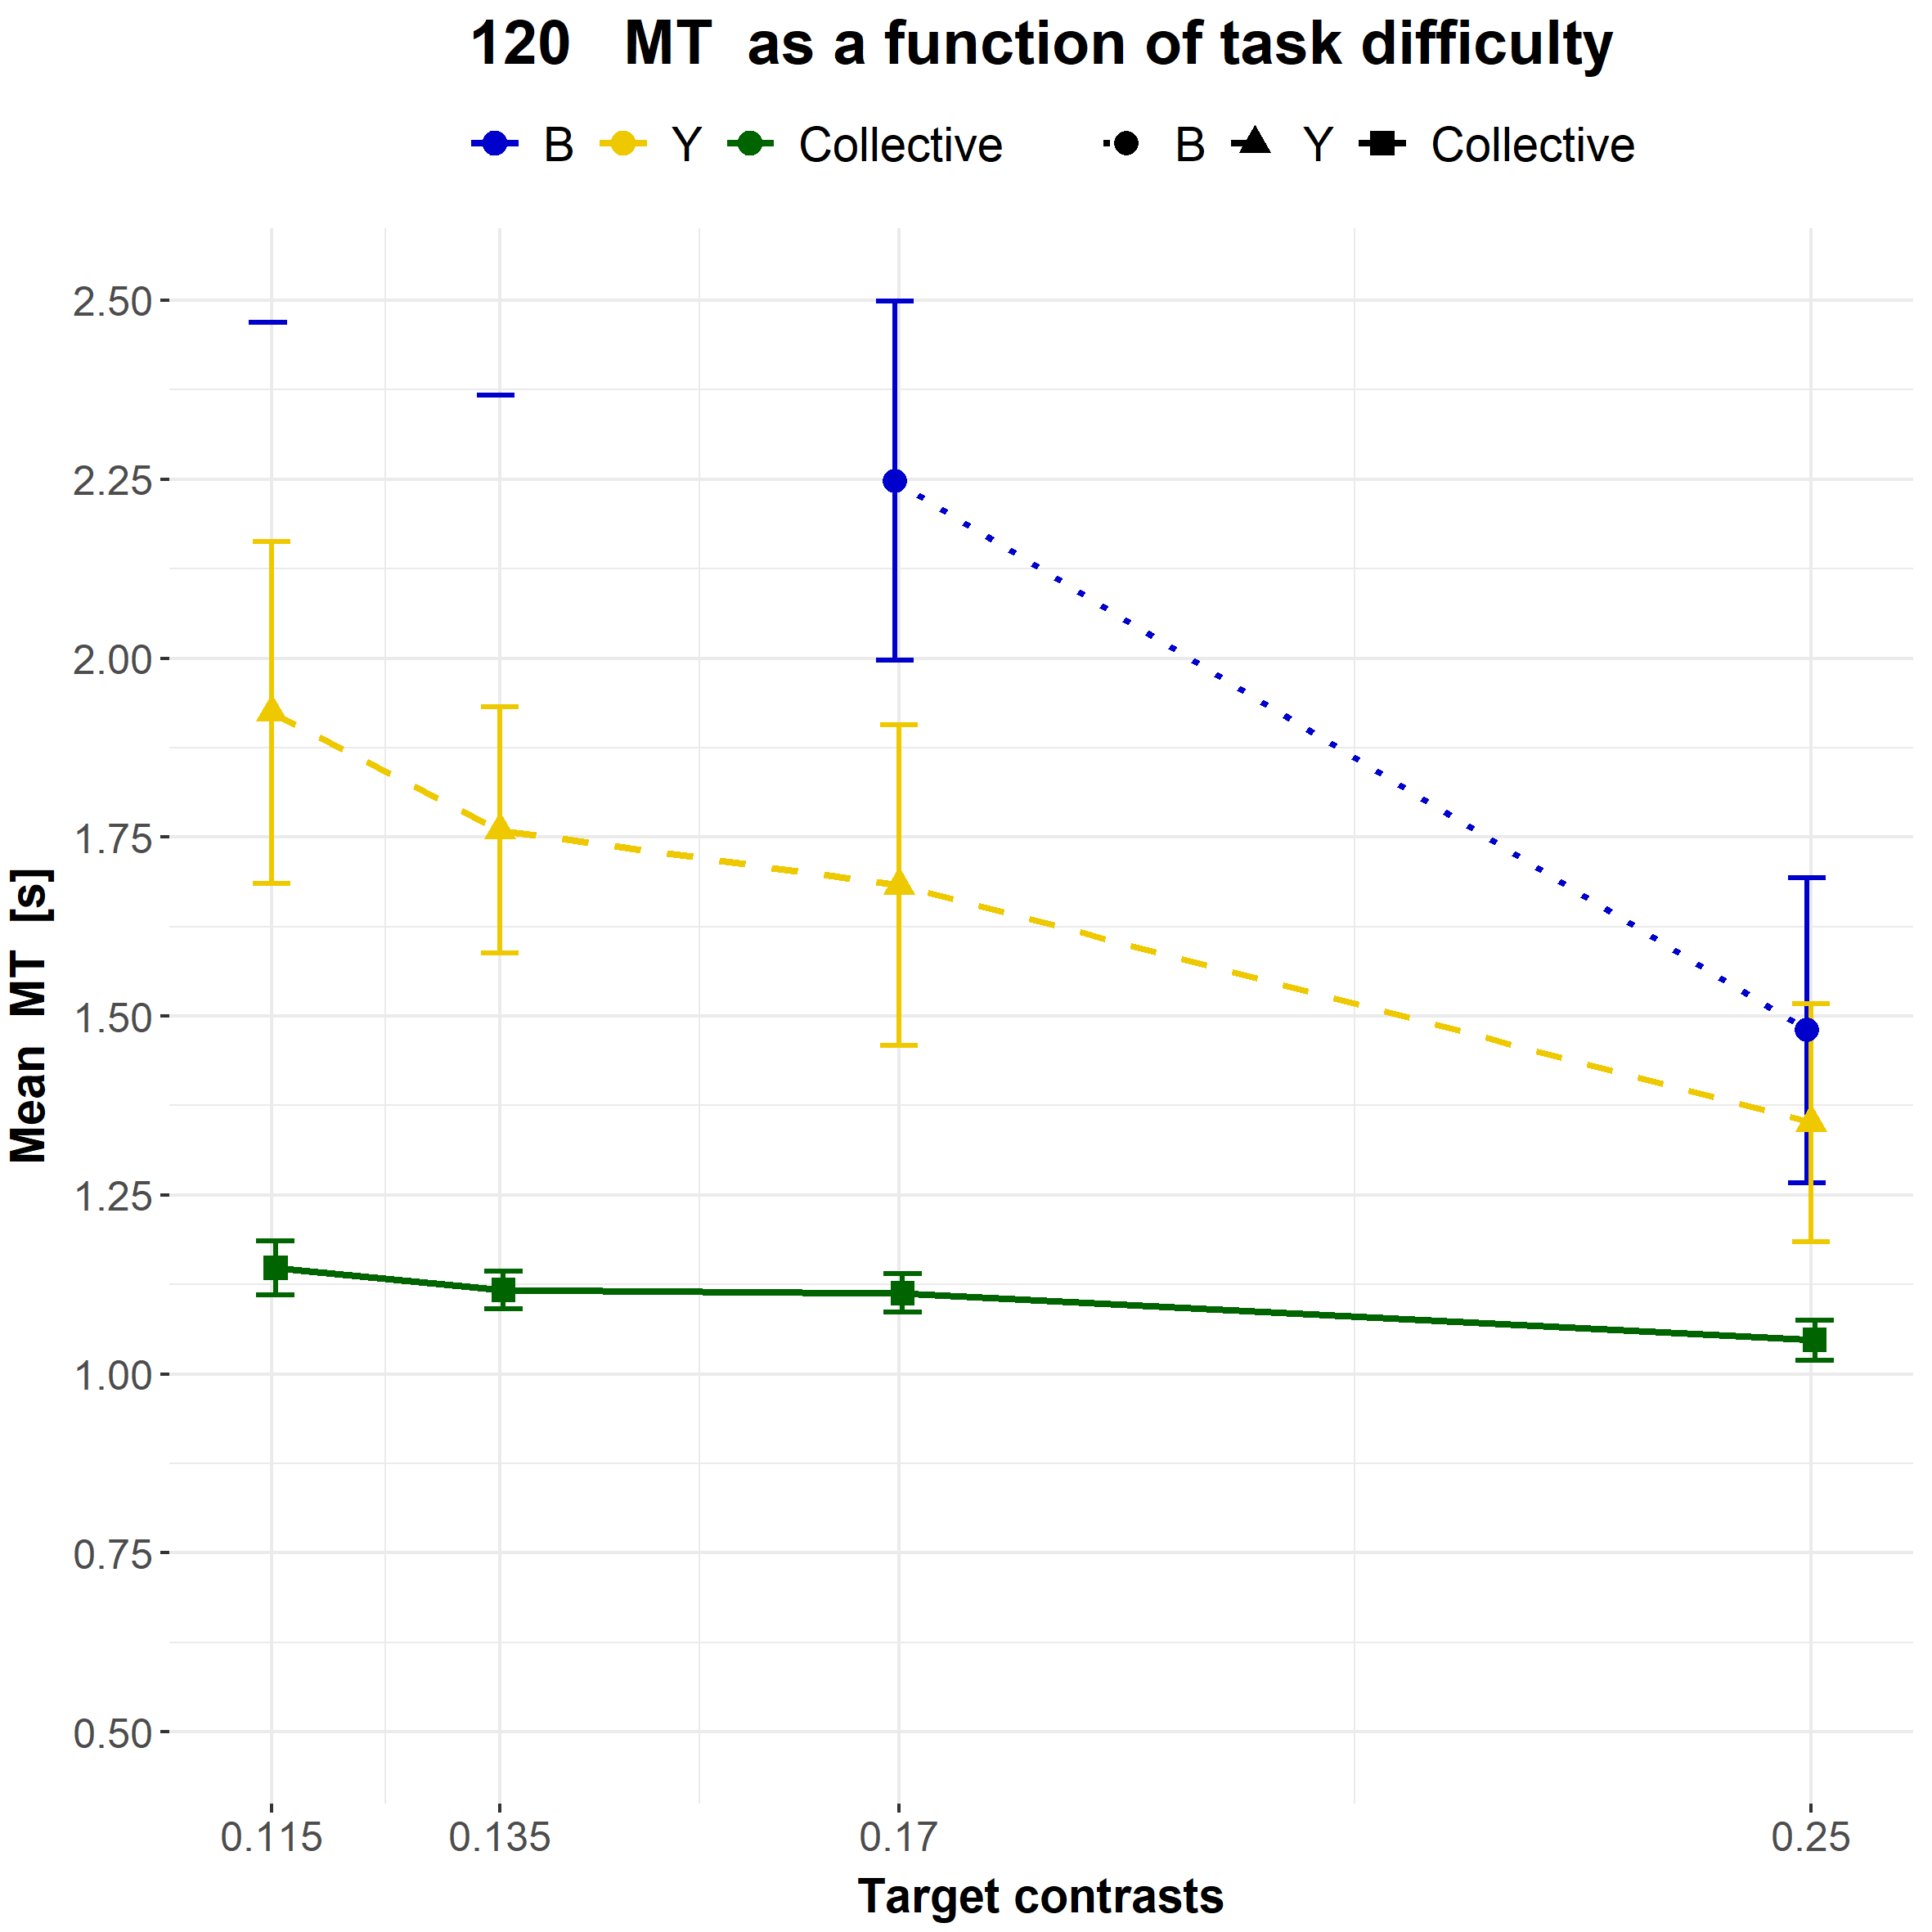 120 MT as a function of task difficulty
B Y Collective B Y Collective
2.50
2.25
2.00
1.75
1.50
1.25
1.00
0.75
0.50
Mean MT [s]
0.115 0.135 0.17 0.25
Target contrasts